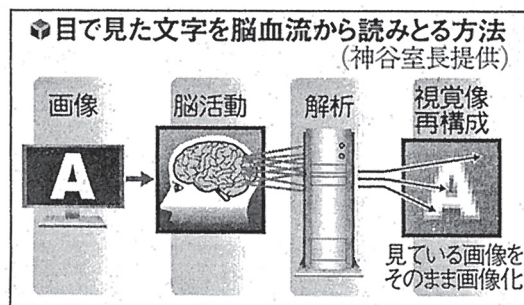 目で見た文字を脳血流から読みとる方法
(神谷室長提供)
画像
脳活動
解析
視覚像
再構成
A
A
見ている画像を
そのまま画像化